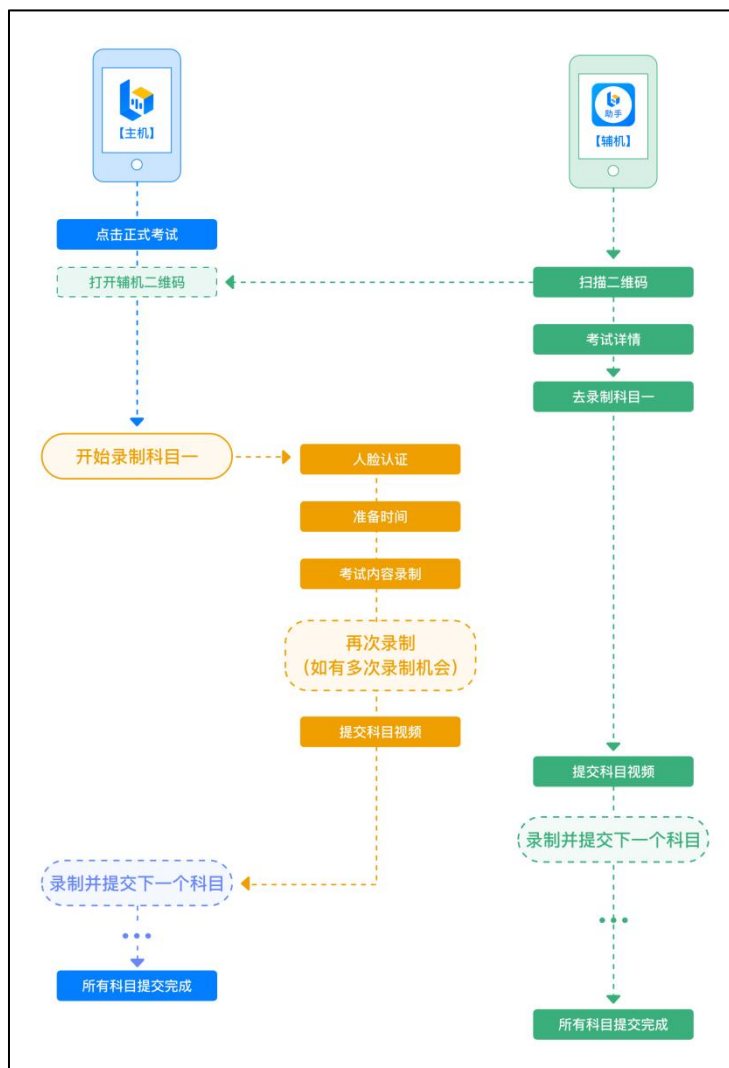 【主机】
助手
【辅机】
点击正式考试
打开辅机二维码
扫描二维码
考试详情
去录制科目一
开始录制科目一
人脸认证
准备时间
考试内容录制
再次录制
（如有多次录制机会）
提交科目视频
提交科目视频
录制并提交下一个科目
录制并提交下一个科目
所有科目提交完成
所有科目提交完成